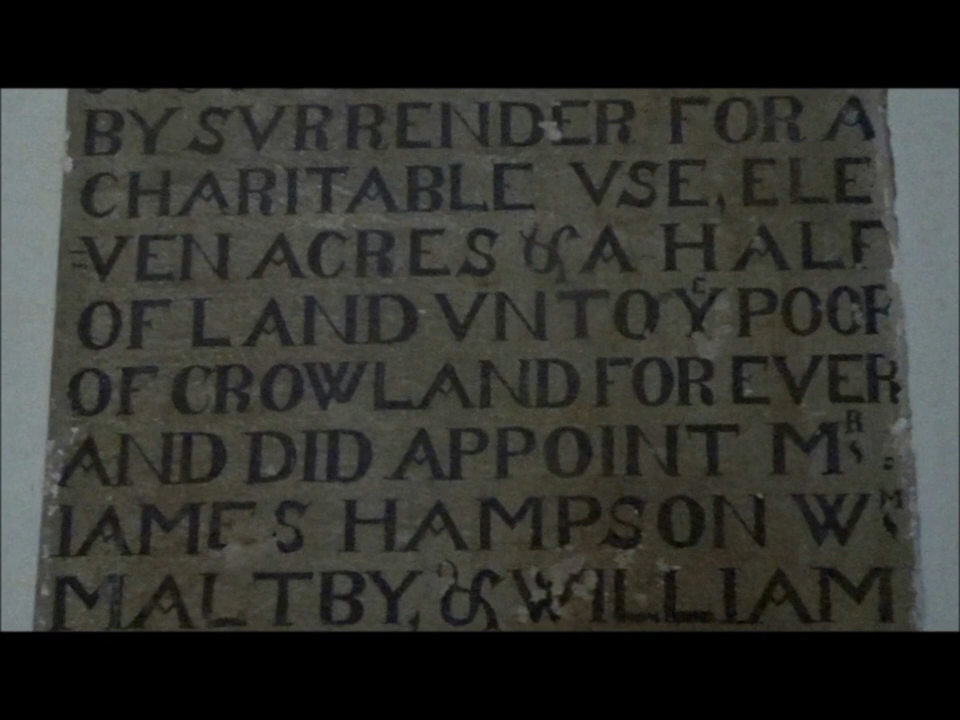 BY SVRRENDER FOR A
CHARITABLE VSE, ELE
=VEN ACRES & A HALF
OF LAND VNTO Yᴱ POOR
OF CROWLAND FOR EVER
AND DID APPOINT Mᴿˢ
IAMES HAMPSON Wᴹ
MALTBY, & WILLIAM